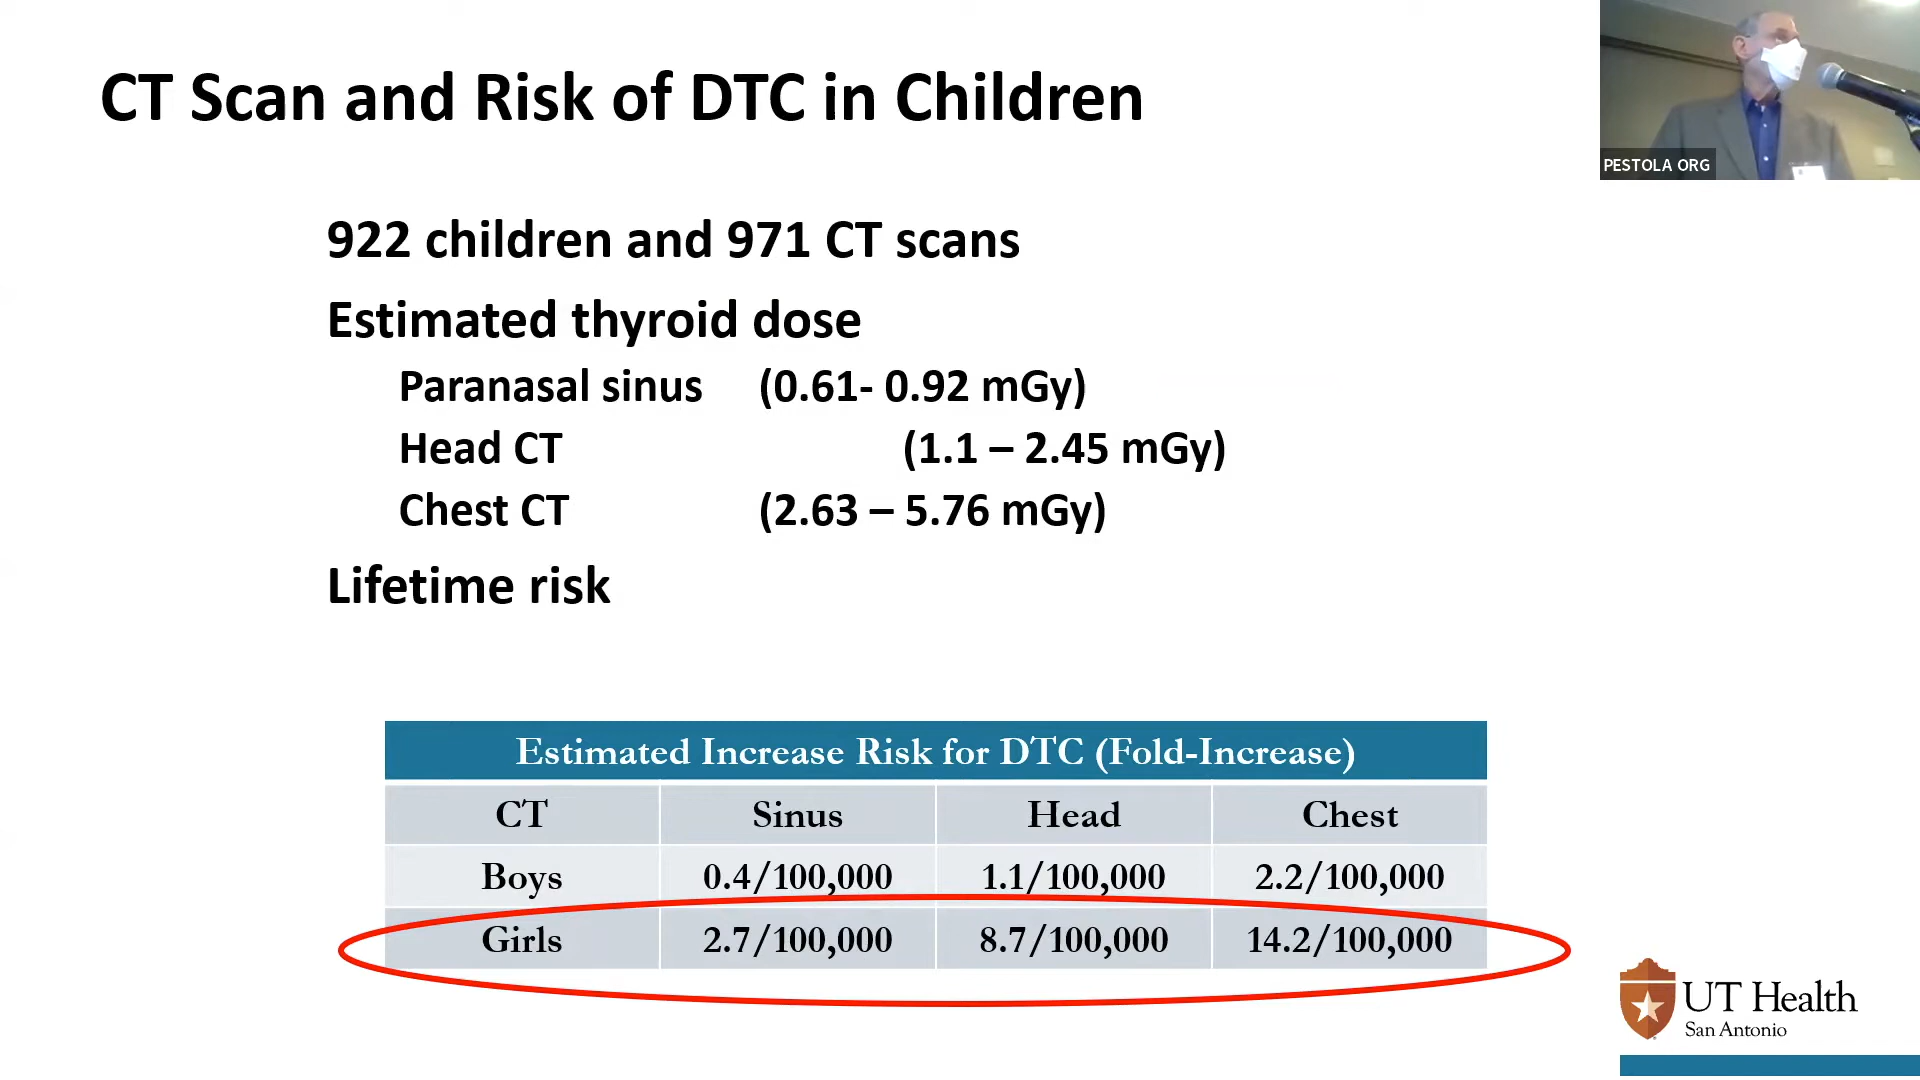 CT Scan and Risk of DTC in Children
PESTOLA ORG
922 children and 971 CT scans
Estimated thyroid dose
Paranasal sinus (0.61- 0.92 mGy)
Head CT (1.1 – 2.45 mGy)
Chest CT (2.63 – 5.76 mGy)
Lifetime risk
Estimated Increase Risk for DTC (Fold-Increase)
CT Sinus Head Chest
Boys 0.4/100,000 1.1/100,000 2.2/100,000
Girls 2.7/100,000 8.7/100,000 14.2/100,000
UT Health
San Antonio